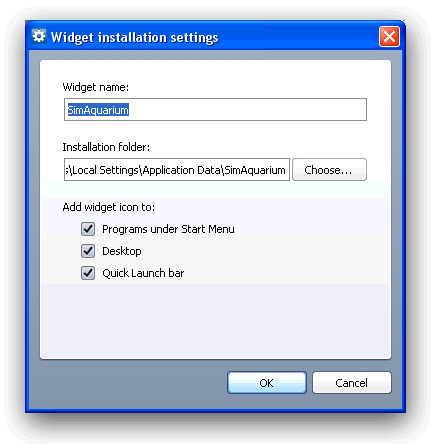 Widget installation settings
Widget name:
SimAquarium
Installation folder:
s\Local Settings\Application Data\SimAquarium
Choose...
Add widget icon to:
Programs under Start Menu
Desktop
Quick Launch bar
OK
Cancel